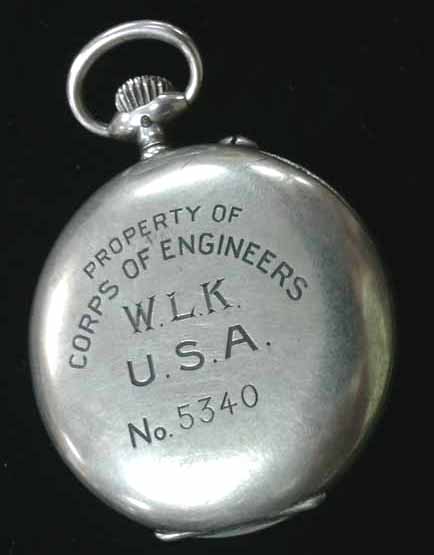 PROPERTY OF
CORPS OF ENGINEERS
W.L.K.
U.S.A.
No. 5340